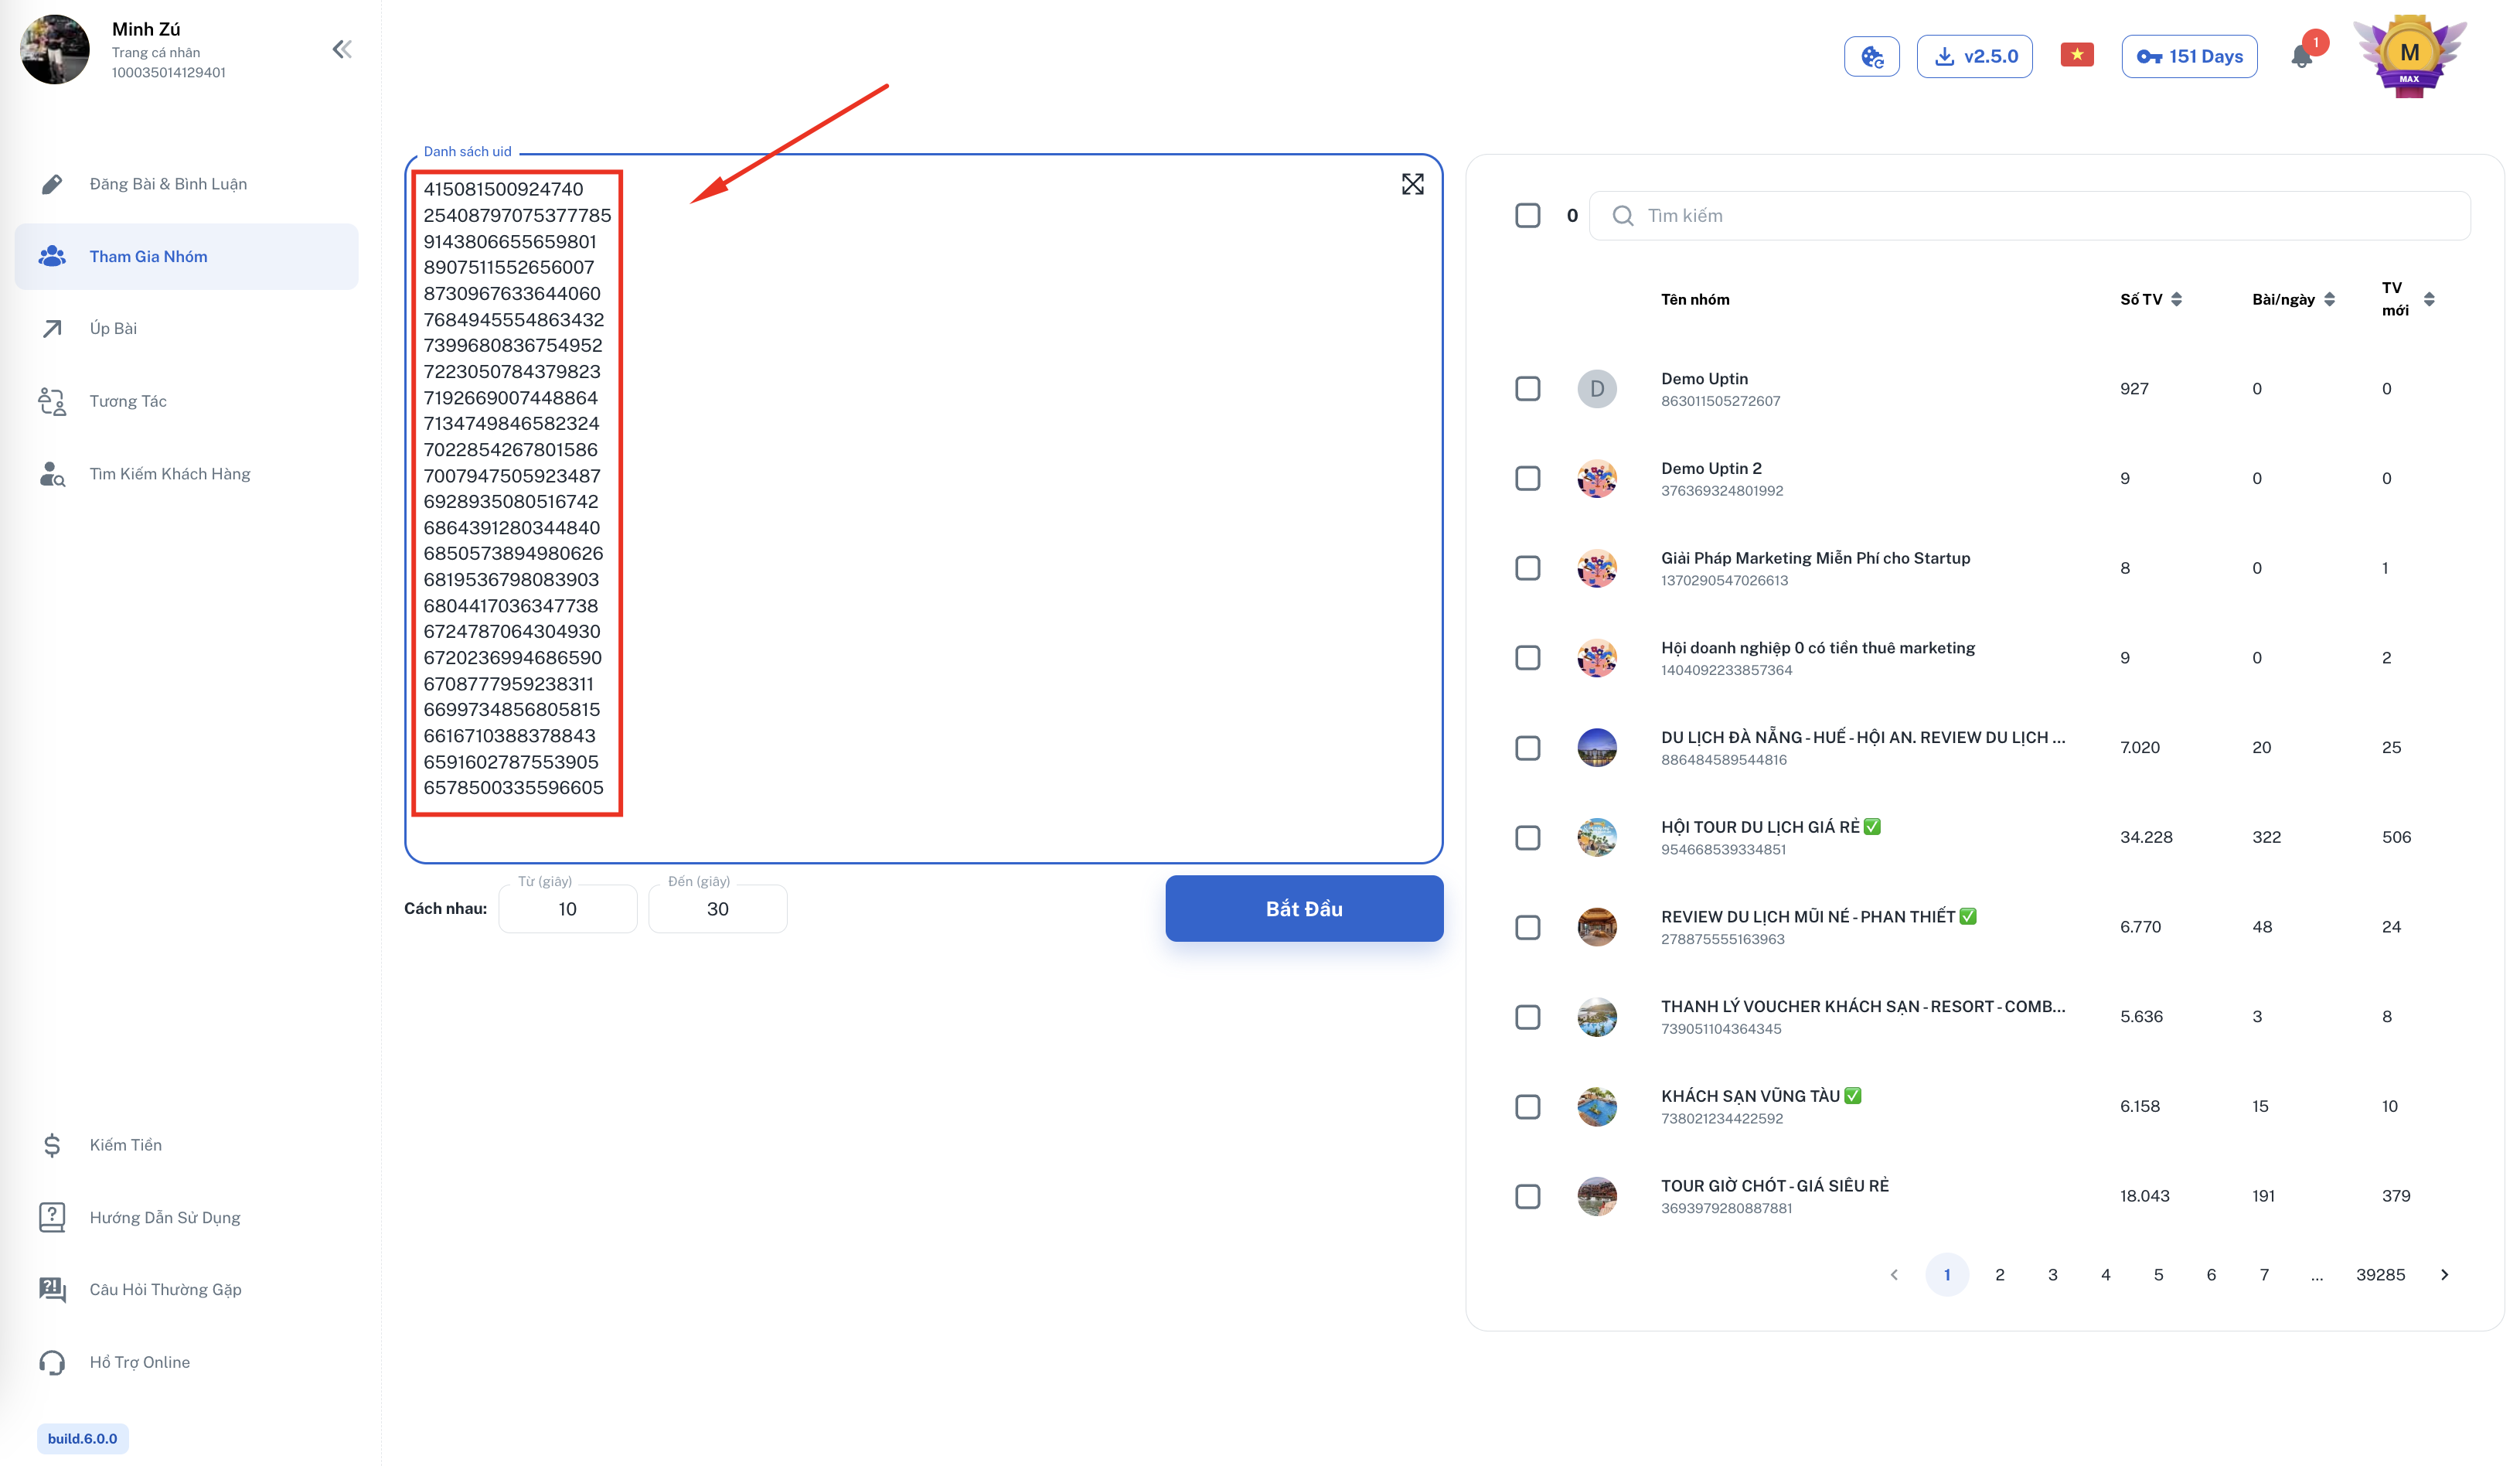 Minh Zú
Trang cá nhân
100035014129401
Đăng Bài & Bình Luận
Tham Gia Nhóm
Úp Bài
Tương Tác
Tìm Kiếm Khách Hàng
Kiếm Tiền
Hướng Dẫn Sử Dụng
Câu Hỏi Thường Gặp
Hổ Trợ Online
build.6.0.0
v2.5.0
151 Days
1
M
MAX
Danh sách uid
415081500924740
25408797075377785
9143806655659801
8907511552656007
8730967633644060
7684945554863432
7399680836754952
7223050784379823
7192669007448864
7134749846582324
7022854267801586
7007947505923487
6928935080516742
6864391280344840
6850573894980626
6819536798083903
6804417036347738
6724787064304930
6720236994686590
6708777959238311
6699734856805815
6616710388378843
6591602787553905
6578500335596605
Cách nhau:
Từ (giây)
10
Đến (giây)
30
Bắt Đầu
0
Tìm kiếm
Tên nhóm
Số TV
Bài/ngày
TV mới
Demo Uptin
863011505272607
927
0
0
Demo Uptin 2
376369324801992
9
0
0
Giải Pháp Marketing Miễn Phí cho Startup
1370290547026613
8
0
1
Hội doanh nghiệp 0 có tiền thuê marketing
1404092233857364
9
0
2
DU LỊCH ĐÀ NẴNG - HUẾ - HỘI AN. REVIEW DU LỊCH ...
886484589544816
7.020
20
25
HỘI TOUR DU LỊCH GIÁ RẺ ✅
954668539334851
34.228
322
506
REVIEW DU LỊCH MŨI NÉ - PHAN THIẾT ✅
278875555163963
6.770
48
24
THANH LÝ VOUCHER KHÁCH SẠN - RESORT - COMB...
739051104364345
5.636
3
8
KHÁCH SẠN VŨNG TÀU ✅
738021234422592
6.158
15
10
TOUR GIỜ CHÓT - GIÁ SIÊU RẺ
3693979280887881
18.043
191
379
1 2 3 4 5 6 7 ... 39285